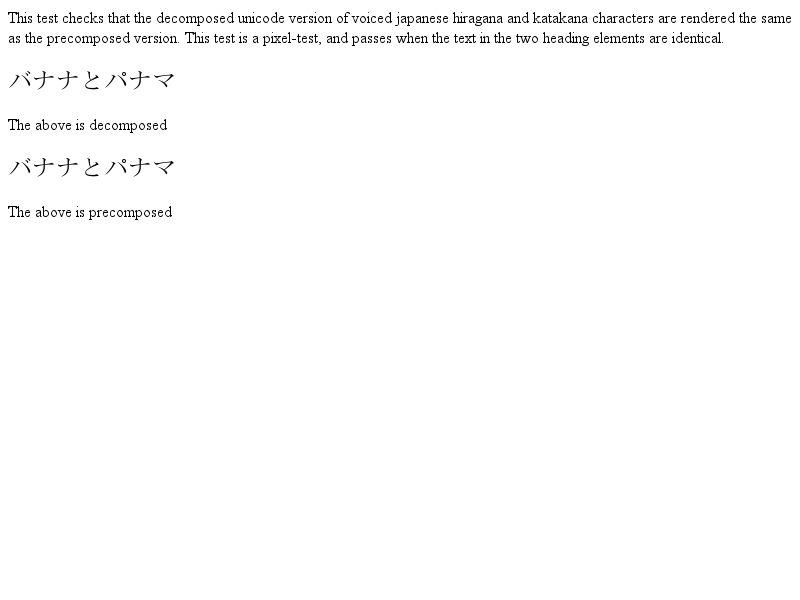 This test checks that the decomposed unicode version of voiced japanese hiragana and katakana characters are rendered the same
as the precomposed version. This test is a pixel-test, and passes when the text in the two heading elements are identical.
バナナとパナマ
The above is decomposed
バナナとパナマ
The above is precomposed